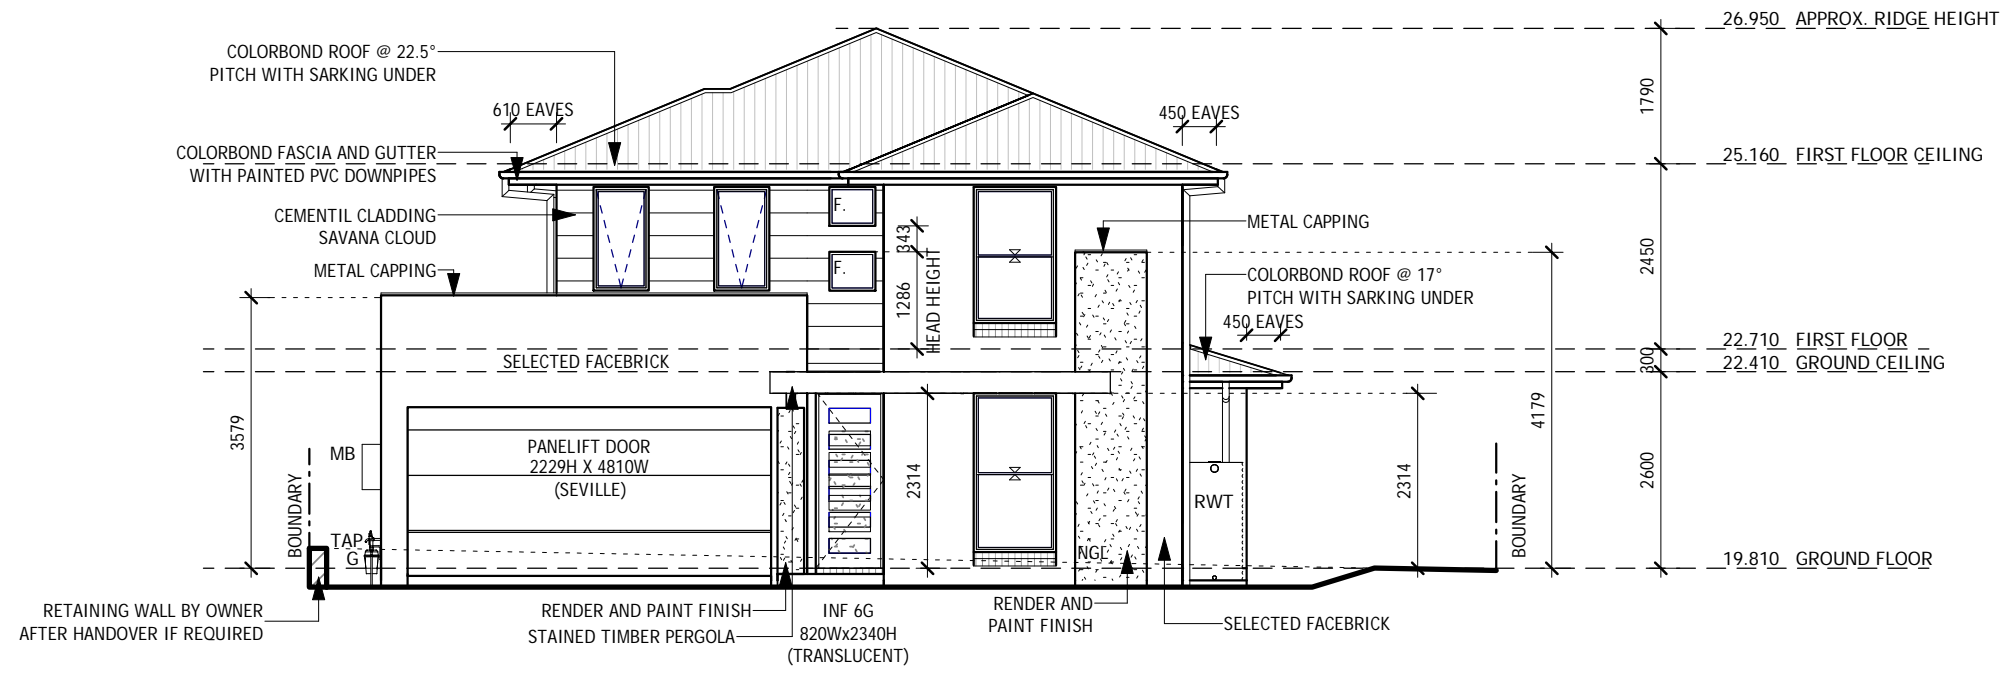 26.950 APPROX. RIDGE HEIGHT
COLORBOND ROOF @ 22.5°
PITCH WITH SARKING UNDER
1790
610 EAVES
450 EAVES
COLORBOND FASCIA AND GUTTER
WITH PAINTED PVC DOWNPIPES
25.160 FIRST FLOOR CEILING
CEMENTIL CLADDING
SAVANA CLOUD
F.
METAL CAPPING
343
2450
METAL CAPPING
F.
COLORBOND ROOF @ 17°
PITCH WITH SARKING UNDER
1286
HEAD HEIGHT
450 EAVES
22.710 FIRST FLOOR
SELECTED FACEBRICK
300
22.410 GROUND CEILING
3579
4179
MB
PANELIFT DOOR
2229H X 4810W
(SEVILLE)
2314
2314
2600
RWT
BOUNDARY
BOUNDARY
TAP
G
NGL
19.810 GROUND FLOOR
RETAINING WALL BY OWNER
AFTER HANDOVER IF REQUIRED
RENDER AND PAINT FINISH
STAINED TIMBER PERGOLA
INF 6G
820Wx2340H
(TRANSLUCENT)
RENDER AND
PAINT FINISH
SELECTED FACEBRICK